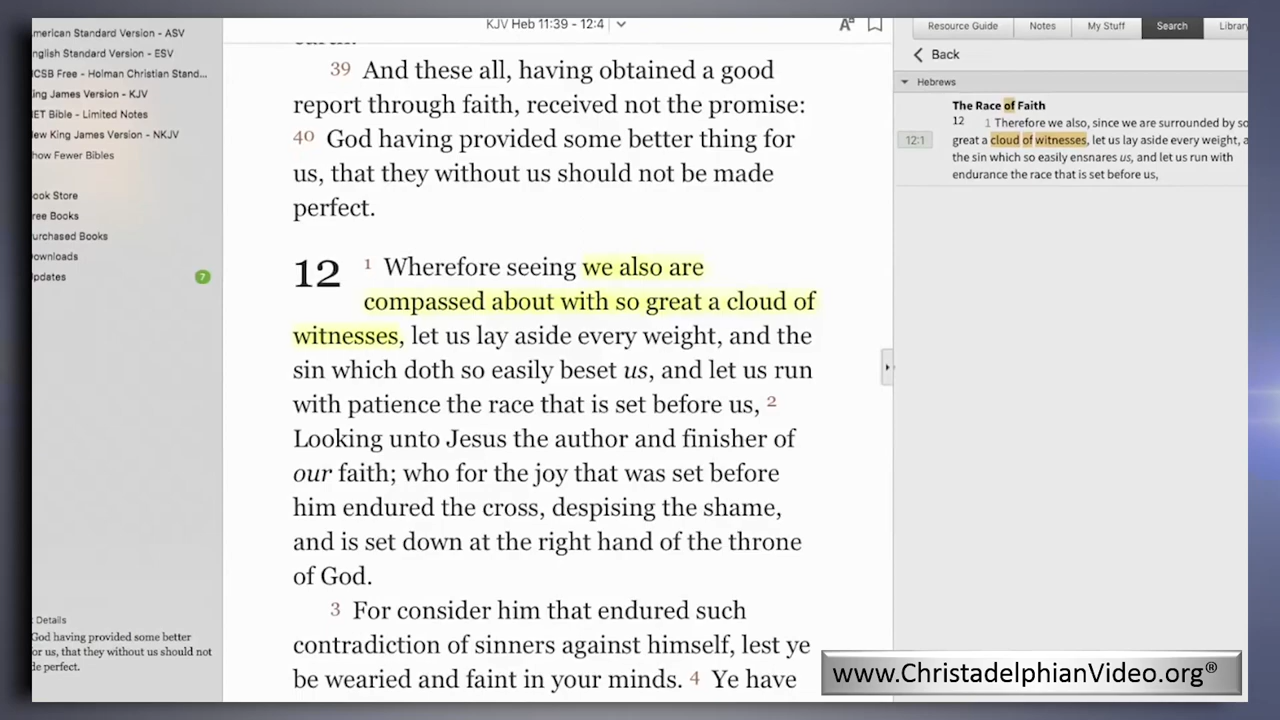 merican Standard Version - ASV
nglish Standard Version - ESV
CSB Free - Holman Christian Stand...
ing James Version - KJV
ET Bible - Limited Notes
ew King James Version - NKJV
how Fewer Bibles
ook Store
ree Books
urchased Books
ownloads
pdates
7
Details
God having provided some better
or us, that they without us should not
e perfect.
KJV Heb 11:39 - 12:4
39 And these all, having obtained a good
report through faith, received not the promise:
40 God having provided some better thing for
us, that they without us should not be made
perfect.
12 1 Wherefore seeing we also are
compassed about with so great a cloud of
witnesses, let us lay aside every weight, and the
sin which doth so easily beset us, and let us run
with patience the race that is set before us, 2
Looking unto Jesus the author and finisher of
our faith; who for the joy that was set before
him endured the cross, despising the shame,
and is set down at the right hand of the throne
of God.
3 For consider him that endured such
contradiction of sinners against himself, lest ye
be wearied and faint in your minds. 4 Ye have
Resource Guide Notes My Stuff Search Library
Back
Hebrews
The Race of Faith
12 1 Therefore we also, since we are surrounded by so
12:1 great a cloud of witnesses, let us lay aside every weight, a
the sin which so easily ensnares us, and let us run with
endurance the race that is set before us,
www.ChristadelphianVideo.org®